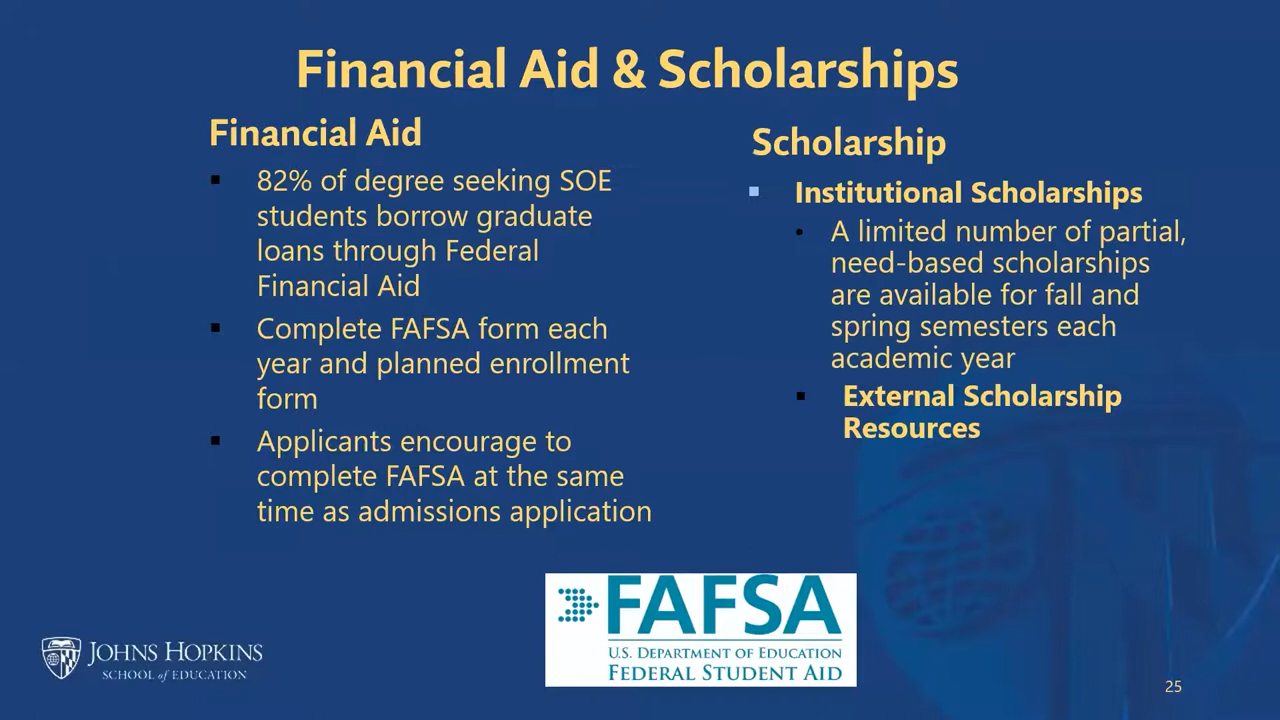 Financial Aid & Scholarships
Financial Aid
82% of degree seeking SOE
students borrow graduate
loans through Federal
Financial Aid
Complete FAFSA form each
year and planned enrollment
form
Applicants encourage to
complete FAFSA at the same
time as admissions application
Scholarship
Institutional Scholarships
A limited number of partial,
need-based scholarships
are available for fall and
spring semesters each
academic year
External Scholarship
Resources
FAFSA
U.S. DEPARTMENT OF EDUCATION
FEDERAL STUDENT AID
JOHNS HOPKINS
SCHOOL of EDUCATION
25